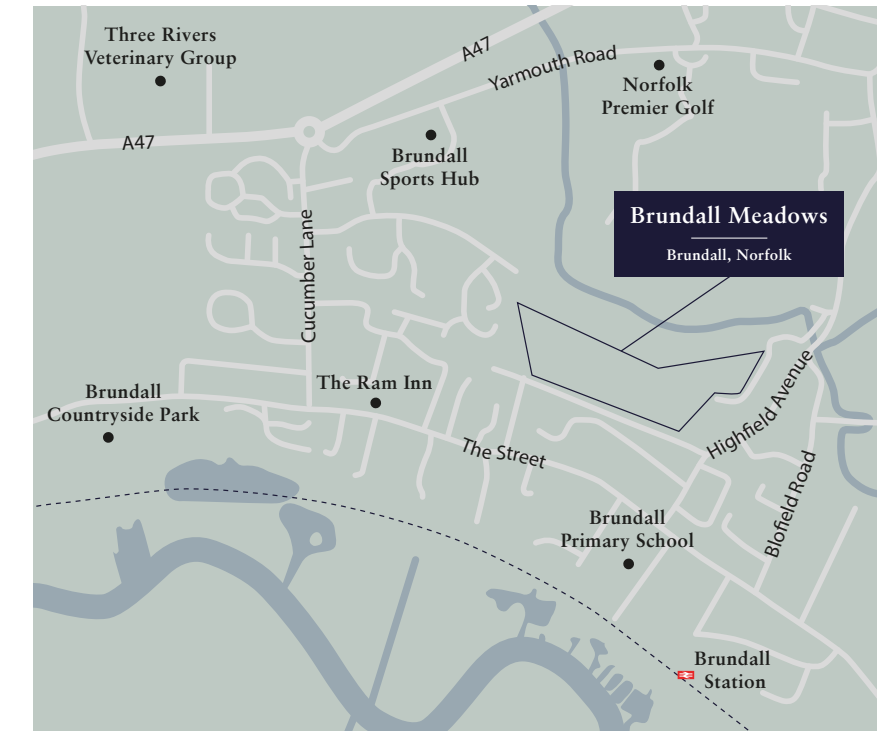 Three Rivers
Veterinary Group
A47
Yarmouth Road
Norfolk
Premier Golf
A47
Brundall
Sports Hub
Brundall Meadows
Brundall, Norfolk
Cucumber Lane
Brundall
Countryside Park
The Ram Inn
Highfield Avenue
The Street
Blofield Road
Brundall
Primary School
Brundall
Station